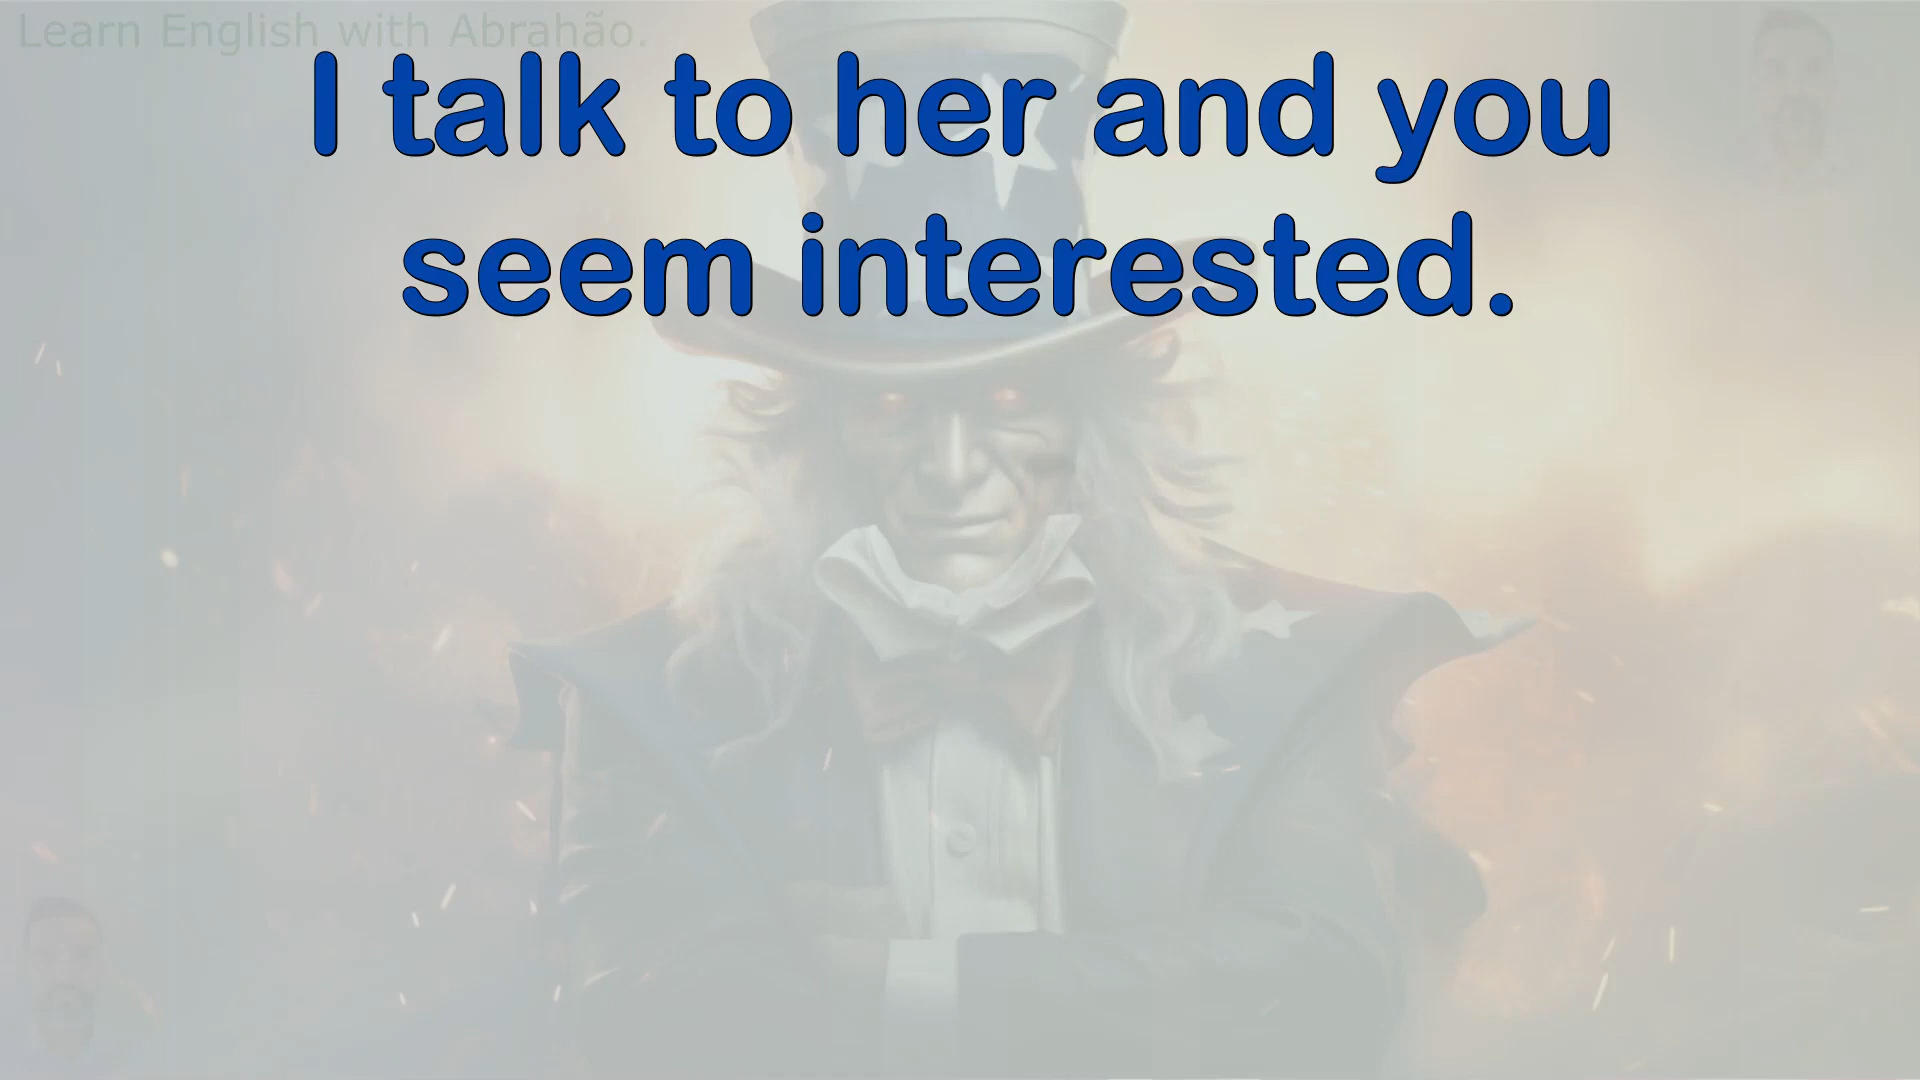 Learn English with Abrahão.
I talk to her and you
seem interested.